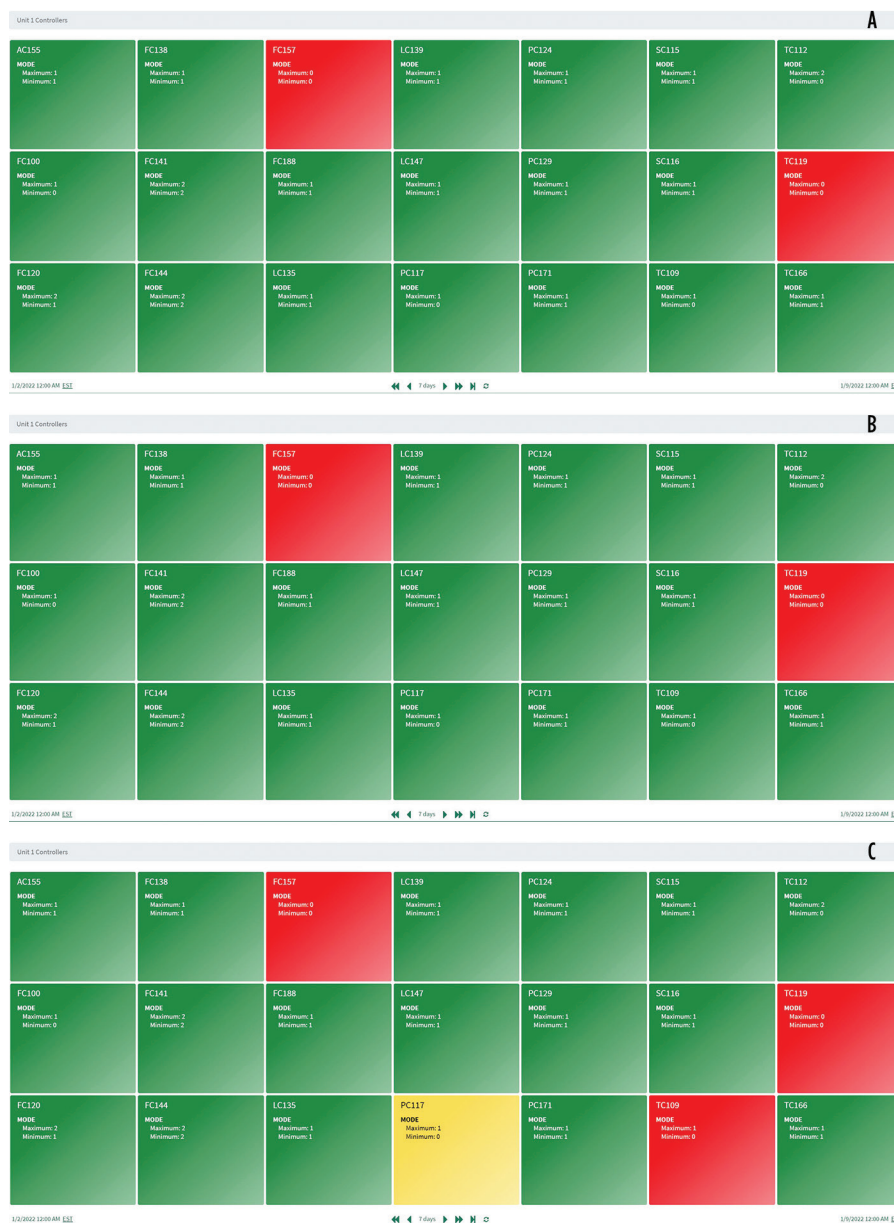 Unit 1 Controllers
A
AC155 FC138 FC157 LC139 PC124 SC115 TC112
MODE MODE MODE MODE MODE MODE MODE
Maximum: 1 Maximum: 1 Maximum: 0 Maximum: 1 Maximum: 1 Maximum: 1 Maximum: 2
Minimum: 1 Minimum: 1 Minimum: 0 Minimum: 1 Minimum: 1 Minimum: 1 Minimum: 0
FC100 FC141 FC188 LC147 PC129 SC116 TC119
MODE MODE MODE MODE MODE MODE MODE
Maximum: 1 Maximum: 2 Maximum: 1 Maximum: 1 Maximum: 1 Maximum: 1 Maximum: 0
Minimum: 0 Minimum: 2 Minimum: 1 Minimum: 1 Minimum: 1 Minimum: 1 Minimum: 0
FC120 FC144 LC135 PC117 PC171 TC109 TC166
MODE MODE MODE MODE MODE MODE MODE
Maximum: 2 Maximum: 2 Maximum: 1 Maximum: 1 Maximum: 1 Maximum: 1 Maximum: 1
Minimum: 1 Minimum: 2 Minimum: 1 Minimum: 0 Minimum: 1 Minimum: 0 Minimum: 1
1/2/2022 12:00 AM EST 7 days 1/9/2022 12:00 AM
Unit 1 Controllers
B
AC155 FC138 FC157 LC139 PC124 SC115 TC112
MODE MODE MODE MODE MODE MODE MODE
Maximum: 1 Maximum: 1 Maximum: 0 Maximum: 1 Maximum: 1 Maximum: 1 Maximum: 2
Minimum: 1 Minimum: 1 Minimum: 0 Minimum: 1 Minimum: 1 Minimum: 1 Minimum: 0
FC100 FC141 FC188 LC147 PC129 SC116 TC119
MODE MODE MODE MODE MODE MODE MODE
Maximum: 1 Maximum: 2 Maximum: 1 Maximum: 1 Maximum: 1 Maximum: 1 Maximum: 0
Minimum: 0 Minimum: 2 Minimum: 1 Minimum: 1 Minimum: 1 Minimum: 1 Minimum: 0
FC120 FC144 LC135 PC117 PC171 TC109 TC166
MODE MODE MODE MODE MODE MODE MODE
Maximum: 2 Maximum: 2 Maximum: 1 Maximum: 1 Maximum: 1 Maximum: 1 Maximum: 1
Minimum: 1 Minimum: 2 Minimum: 1 Minimum: 0 Minimum: 1 Minimum: 0 Minimum: 1
1/2/2022 12:00 AM EST 7 days 1/9/2022 12:00 AM
Unit 1 Controllers
C
AC155 FC138 FC157 LC139 PC124 SC115 TC112
MODE MODE MODE MODE MODE MODE MODE
Maximum: 1 Maximum: 1 Maximum: 0 Maximum: 1 Maximum: 1 Maximum: 1 Maximum: 2
Minimum: 1 Minimum: 1 Minimum: 0 Minimum: 1 Minimum: 1 Minimum: 1 Minimum: 0
FC100 FC141 FC188 LC147 PC129 SC116 TC119
MODE MODE MODE MODE MODE MODE MODE
Maximum: 1 Maximum: 2 Maximum: 1 Maximum: 1 Maximum: 1 Maximum: 1 Maximum: 0
Minimum: 0 Minimum: 2 Minimum: 1 Minimum: 1 Minimum: 1 Minimum: 1 Minimum: 0
FC120 FC144 LC135 PC117 PC171 TC109 TC166
MODE MODE MODE MODE MODE MODE MODE
Maximum: 2 Maximum: 2 Maximum: 1 Maximum: 1 Maximum: 1 Maximum: 1 Maximum: 1
Minimum: 1 Minimum: 2 Minimum: 1 Minimum: 0 Minimum: 1 Minimum: 0 Minimum: 1
1/2/2022 12:00 AM EST 7 days 1/9/2022 12:00 AM